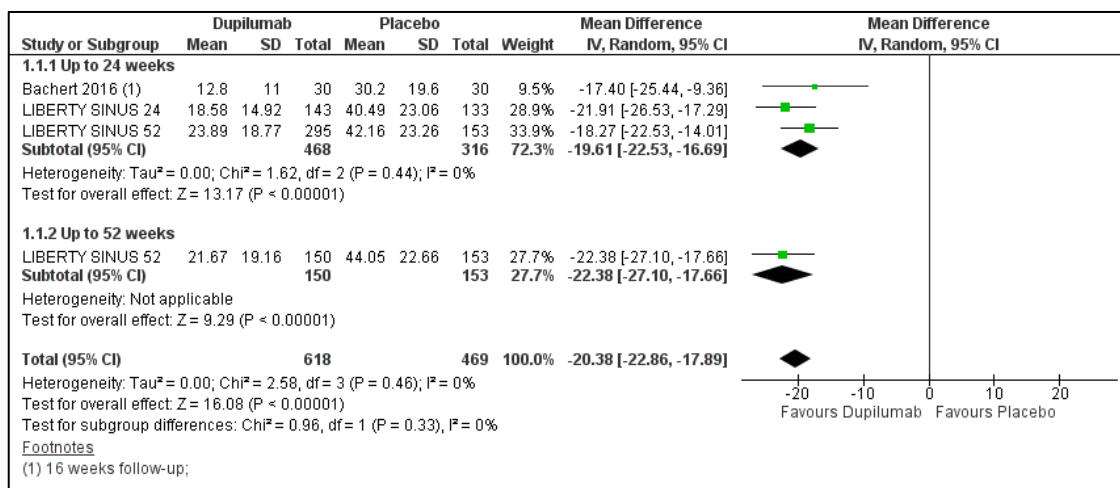 Dupilumab Placebo Mean Difference Mean Difference
Study or Subgroup Mean SD Total Mean SD Total Weight IV, Random, 95% CI IV, Random, 95% CI
1.1.1 Up to 24 weeks
Bachert 2016 (1) 12.8 11 30 30.2 19.6 30 9.5% -17.40 [-25.44, -9.36]
LIBERTY SINUS 24 18.58 14.92 143 40.49 23.06 133 28.9% -21.91 [-26.53, -17.29]
LIBERTY SINUS 52 23.89 18.77 295 42.16 23.26 153 33.9% -18.27 [-22.53, -14.01]
Subtotal (95% CI) 468 316 72.3% -19.61 [-22.53, -16.69]
Heterogeneity: Tau² = 0.00; Chi² = 1.62, df = 2 (P = 0.44); I² = 0%
Test for overall effect: Z = 13.17 (P < 0.00001)
1.1.2 Up to 52 weeks
LIBERTY SINUS 52 21.67 19.16 150 44.05 22.66 153 27.7% -22.38 [-27.10, -17.66]
Subtotal (95% CI) 150 153 27.7% -22.38 [-27.10, -17.66]
Heterogeneity: Not applicable
Test for overall effect: Z = 9.29 (P < 0.00001)
Total (95% CI) 618 469 100.0% -20.38 [-22.86, -17.89]
Heterogeneity: Tau² = 0.00; Chi² = 2.58, df = 3 (P = 0.46); I² = 0%
Test for overall effect: Z = 16.08 (P < 0.00001)
Test for subgroup differences: Chi² = 0.96, df = 1 (P = 0.33), I² = 0%
-20 -10 0 10 20
Favours Dupilumab Favours Placebo
Footnotes
(1) 16 weeks follow-up;